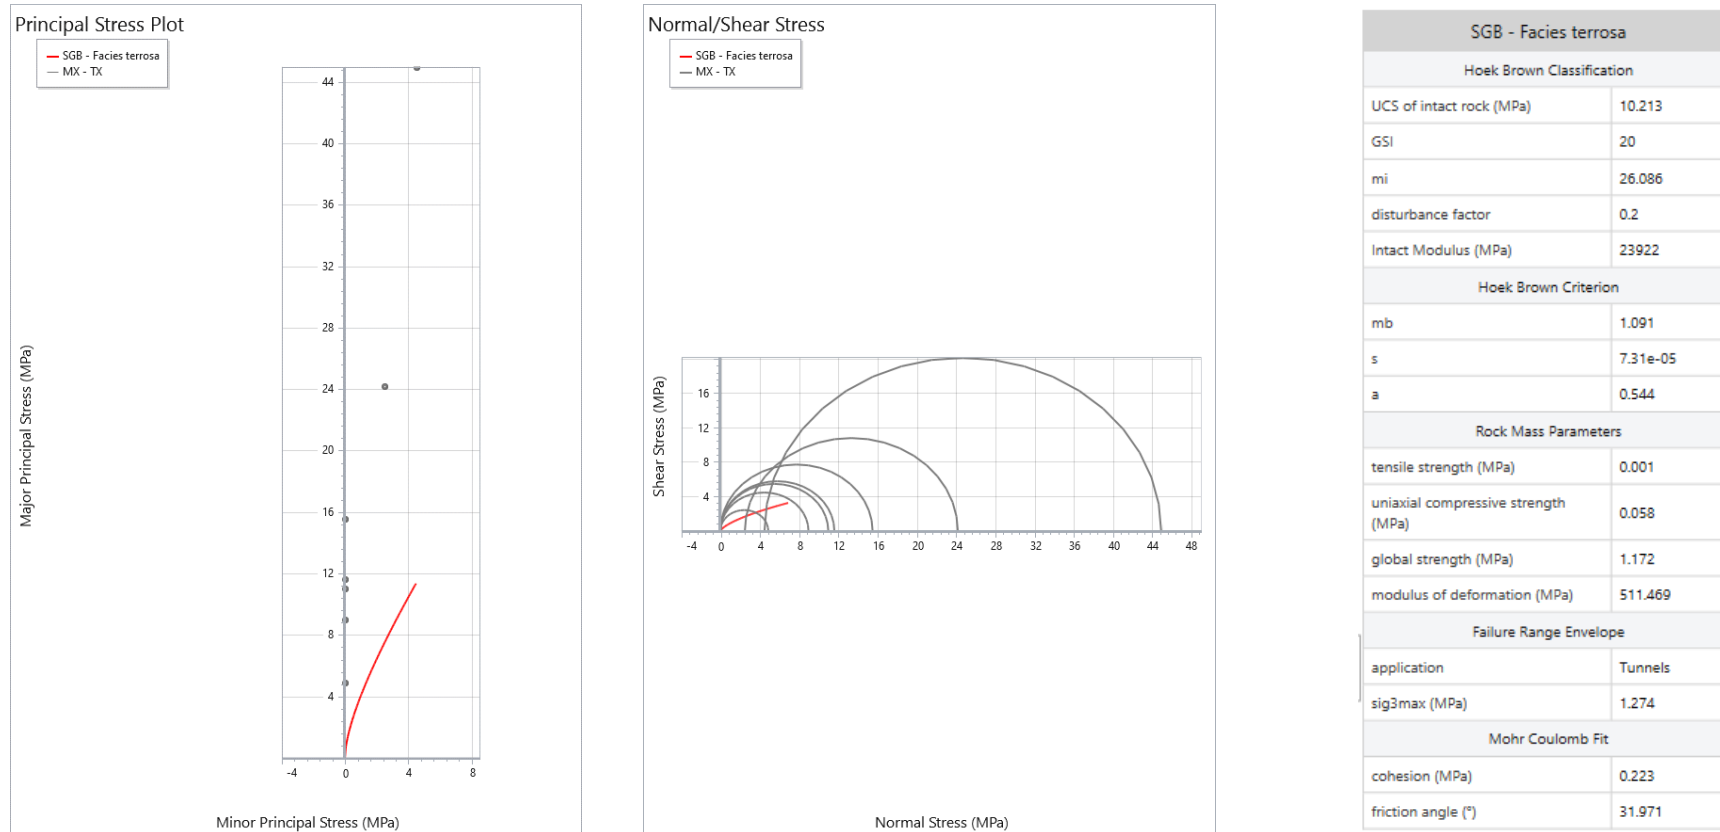 Principal Stress Plot
SGB - Facies terrosa
MX - TX
44
40
36
32
28
24
20
16
12
8
4
-4 0 4 8
Major Principal Stress (MPa)
Minor Principal Stress (MPa)
Normal/Shear Stress
SGB - Facies terrosa
MX - TX
16
12
8
4
-4 0 4 8 12 16 20 24 28 32 36 40 44 48
Shear Stress (MPa)
Normal Stress (MPa)
SGB - Facies terrosa
Hoek Brown Classification
UCS of intact rock (MPa) 10.213
GSI 20
mi 26.086
disturbance factor 0.2
Intact Modulus (MPa) 23922
Hoek Brown Criterion
mb 1.091
s 7.31e-05
a 0.544
Rock Mass Parameters
tensile strength (MPa) 0.001
uniaxial compressive strength
(MPa) 0.058
global strength (MPa) 1.172
modulus of deformation (MPa) 511.469
Failure Range Envelope
application Tunnels
sig3max (MPa) 1.274
Mohr Coulomb Fit
cohesion (MPa) 0.223
friction angle (°) 31.971